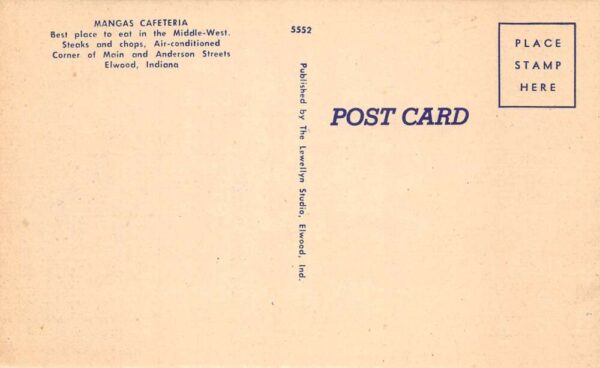 MANGAS CAFETERIA
Best place to eat in the Middle-West.
Steaks and chops, Air-conditioned
Corner of Main and Anderson Streets
Elwood, Indiana
5552
Published by The Lewellyn Studio, Elwood, Ind.
POST CARD
PLACE
STAMP
HERE